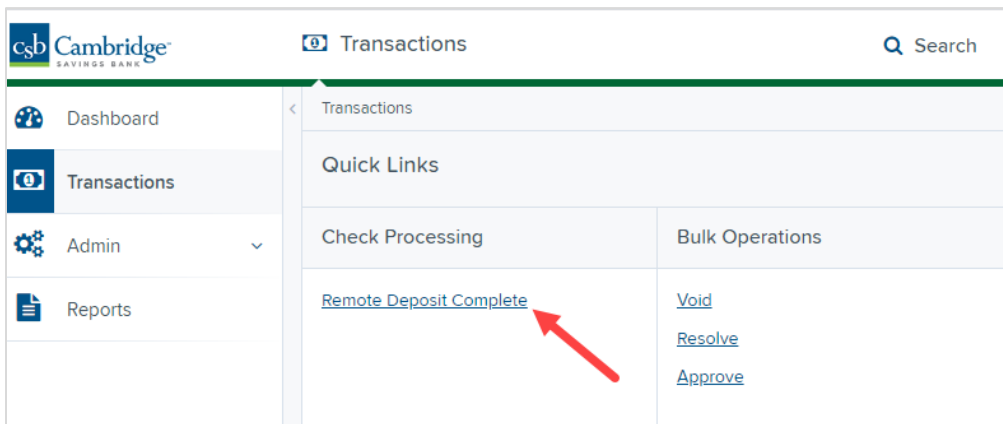 csb Cambridge
SAVINGS BANK
Transactions
Search
Dashboard
Transactions
Admin
Reports
Transactions
Quick Links
Check Processing
Remote Deposit Complete
Bulk Operations
Void
Resolve
Approve